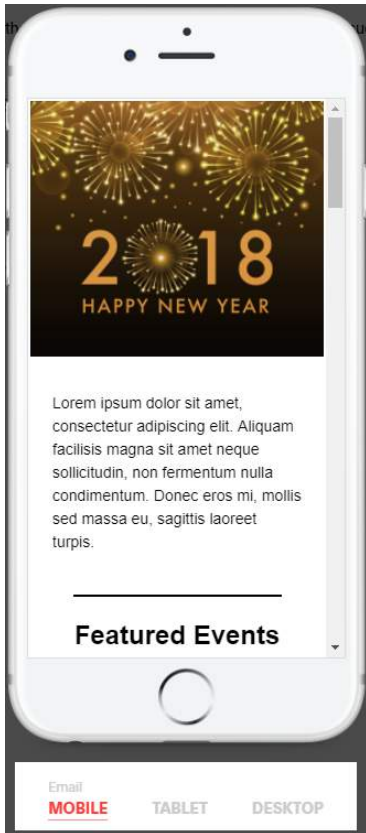 2018
HAPPY NEW YEAR
Lorem ipsum dolor sit amet,
consectetur adipiscing elit. Aliquam
facilisis magna sit amet neque
sollicitudin, non fermentum nulla
condimentum. Donec eros mi, mollis
sed massa eu, sagittis laoreet
turpis.
Featured Events
Email
MOBILE TABLET DESKTOP